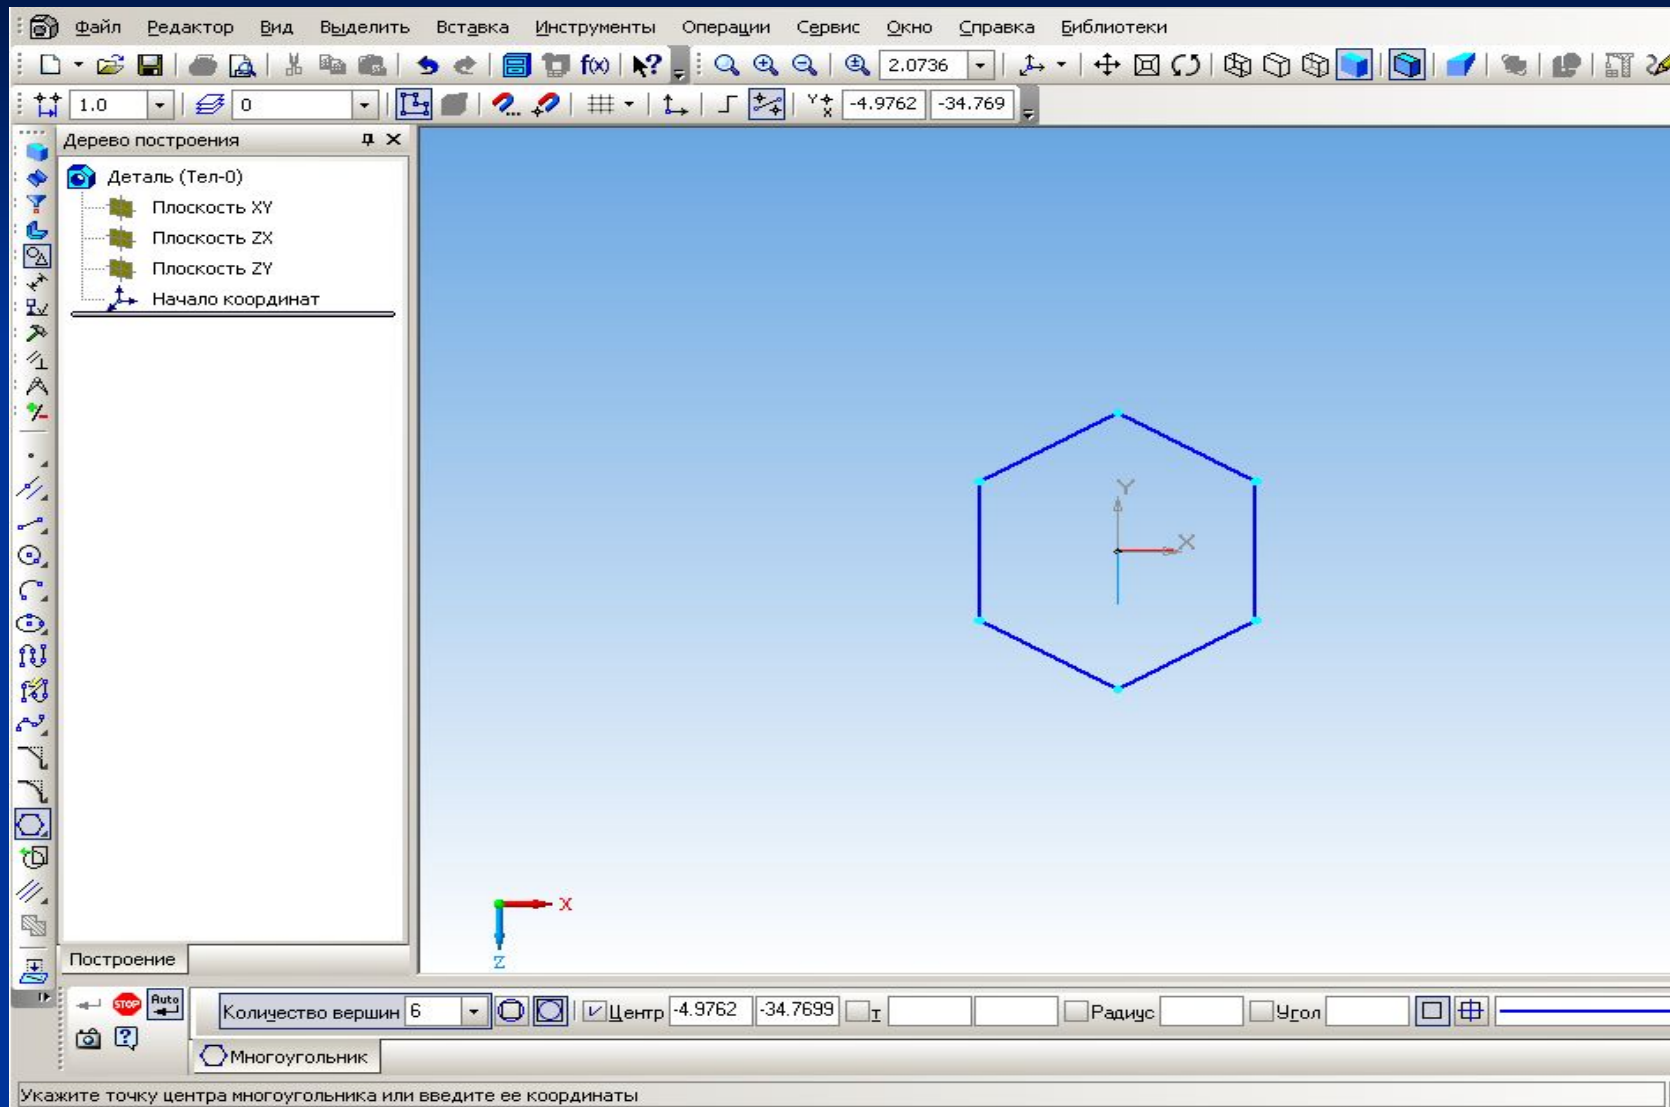 Файл Редактор Вид Выделить Вставка Инструменты Операции Сервис Окно Справка Библиотеки
f(x) 2.0736
1.0 0 Y X -4.9762 -34.769
Дерево построения
Деталь (Тел-0)
Плоскость XY
Плоскость ZX
Плоскость ZY
Начало координат
Y
X
X
Z
Построение
STOP Auto
Количество вершин 6 Центр -4.9762 -34.7699 т Радиус Угол
Многоугольник
Укажите точку центра многоугольника или введите ее координаты